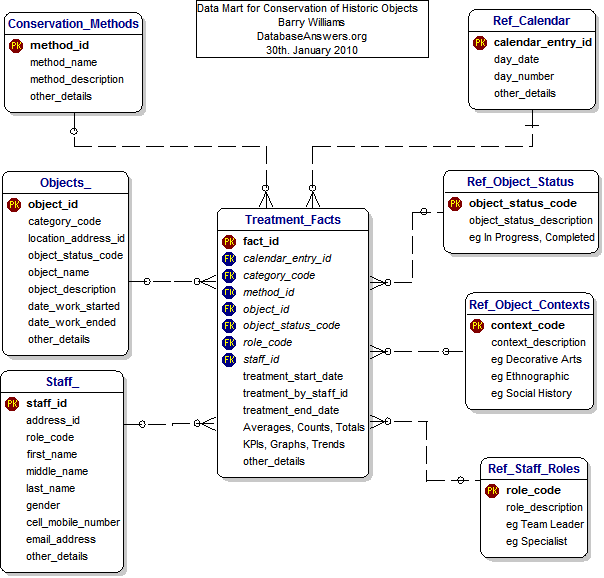 Data Mart for Conservation of Historic Objects
Barry Williams
DatabaseAnswers.org
30th. January 2010
Conservation_Methods
PK method_id
method_name
method_description
other_details
Ref_Calendar
PK calendar_entry_id
day_date
day_number
other_details
Objects_
PK object_id
category_code
location_address_id
object_status_code
object_name
object_description
date_work_started
date_work_ended
other_details
Treatment_Facts
PK fact_id
FK calendar_entry_id
FK category_code
FK method_id
FK object_id
FK object_status_code
FK role_code
FK staff_id
treatment_start_date
treatment_by_staff_id
treatment_end_date
Averages, Counts, Totals
KPIs, Graphs, Trends
other_details
Ref_Object_Status
PK object_status_code
object_status_description
eg In Progress, Completed
Ref_Object_Contexts
PK context_code
context_description
eg Decorative Arts
eg Ethnographic
eg Social History
Staff_
PK staff_id
address_id
role_code
first_name
middle_name
last_name
gender
cell_mobile_number
email_address
other_details
Ref_Staff_Roles
PK role_code
role_description
eg Team Leader
eg Specialist